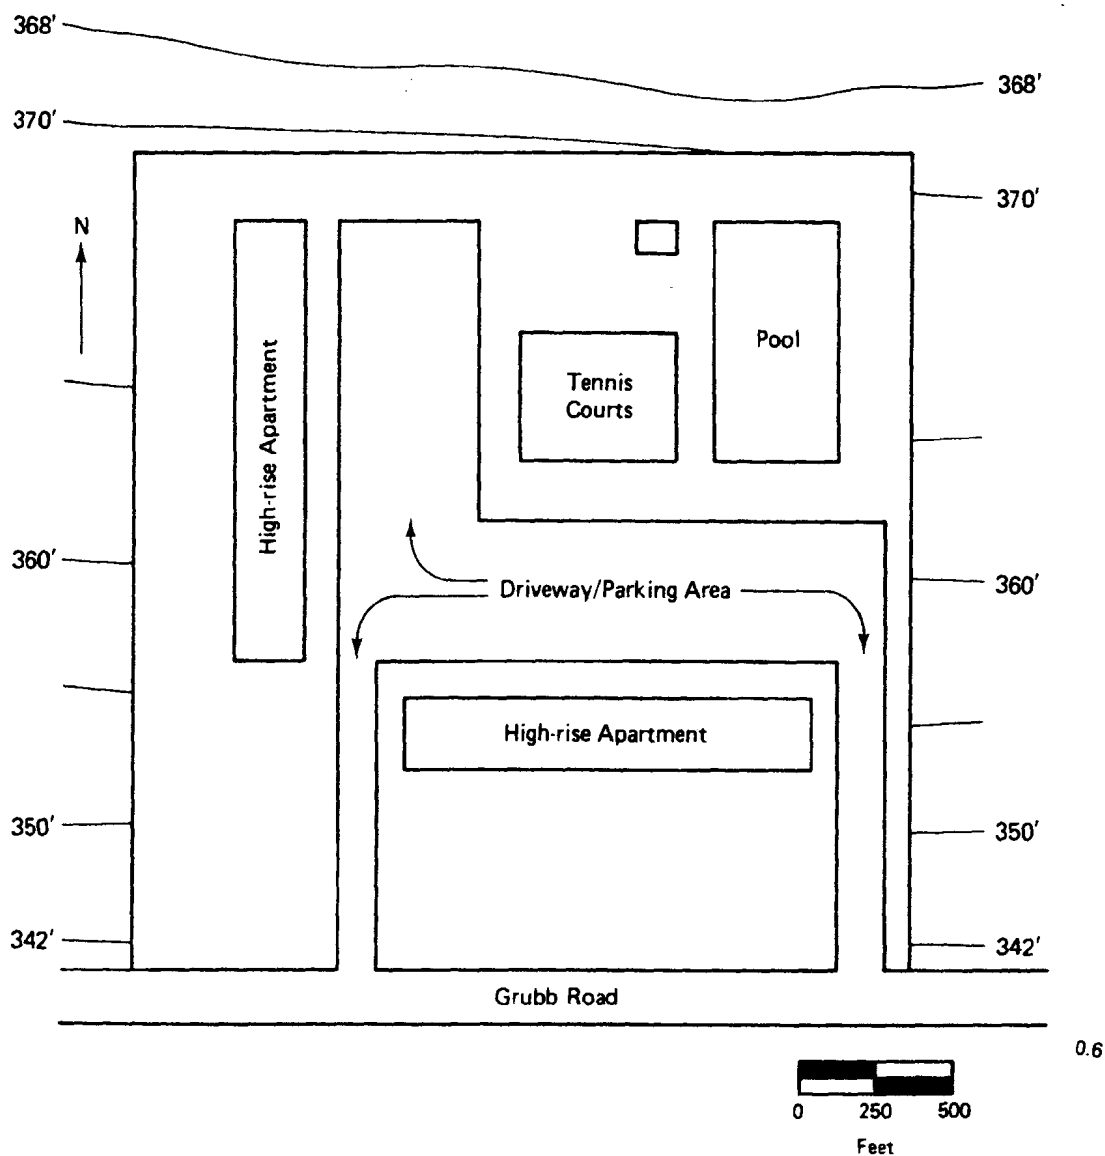 368'
368'
370'
370'
N
High-rise Apartment
Pool
Tennis
Courts
360'
360'
Driveway/Parking Area
High-rise Apartment
350'
350'
342'
342'
Grubb Road
0.6
0 250 500
Feet